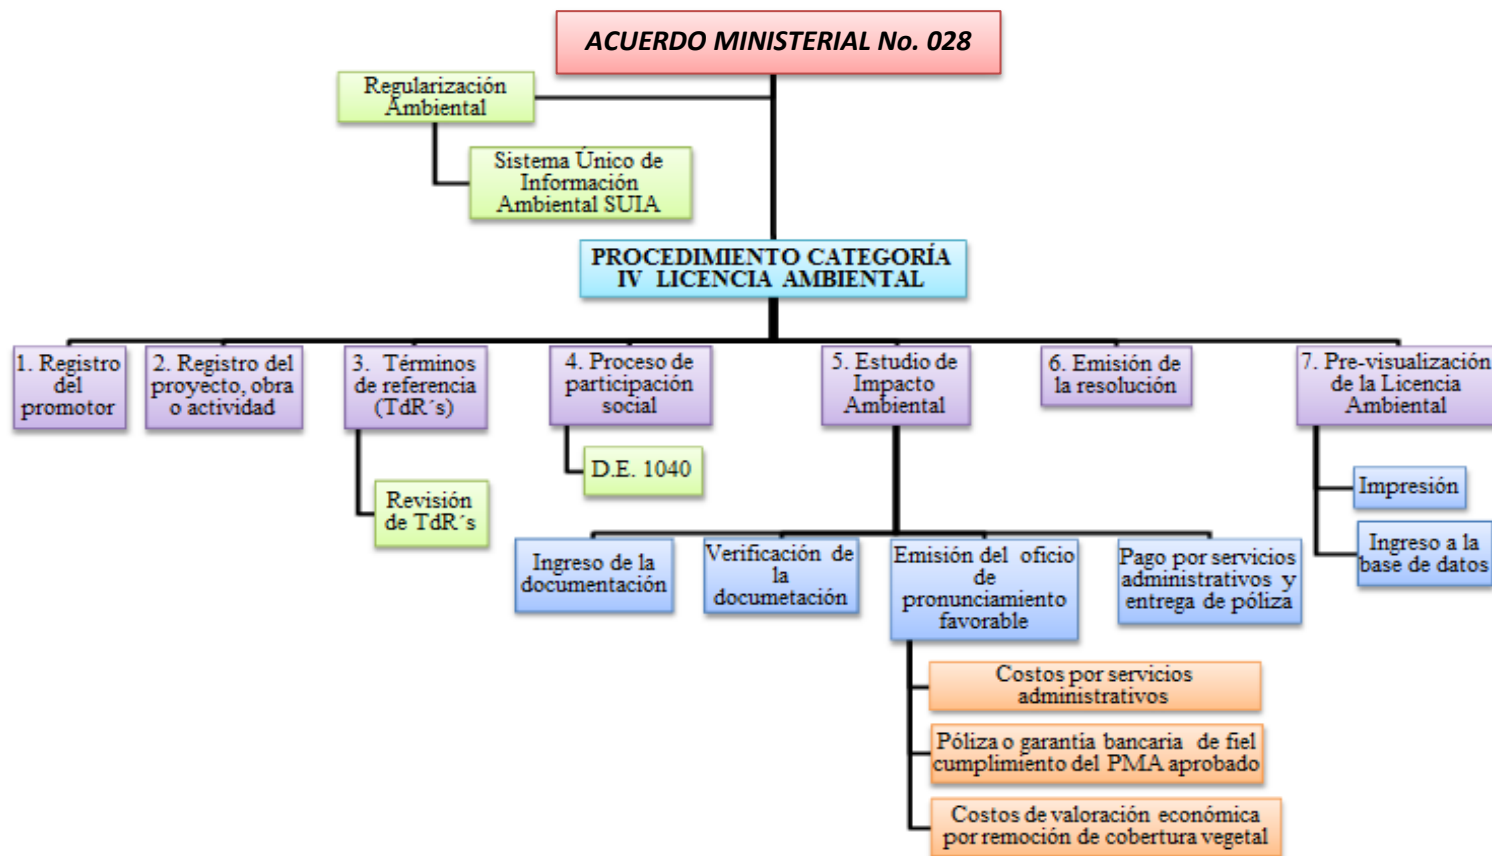 ACUERDO MINISTERIAL No. 028
Regularización
Ambiental
Sistema Único de
Información
Ambiental SUIA
PROCEDIMIENTO CATEGORÍA
IV LICENCIA AMBIENTAL
1. Registro
del
promotor
2. Registro del
proyecto, obra
o actividad
3. Términos
de referencia
(TdR´s)
4. Proceso de
participación
social
5. Estudio de
Impacto
Ambiental
6. Emisión de
la resolución
7. Pre-visualización
de la Licencia
Ambiental
Revisión
de TdR´s
D.E. 1040
Impresión
Ingreso a la
base de datos
Ingreso de la
documentación
Verificación de
la
documetación
Emisión del oficio
de
pronunciamiento
favorable
Pago por servicios
administrativos y
entrega de póliza
Costos por servicios
administrativos
Póliza o garantía bancaria de fiel
cumplimiento del PMA aprobado
Costos de valoración económica
por remoción de cobertura vegetal